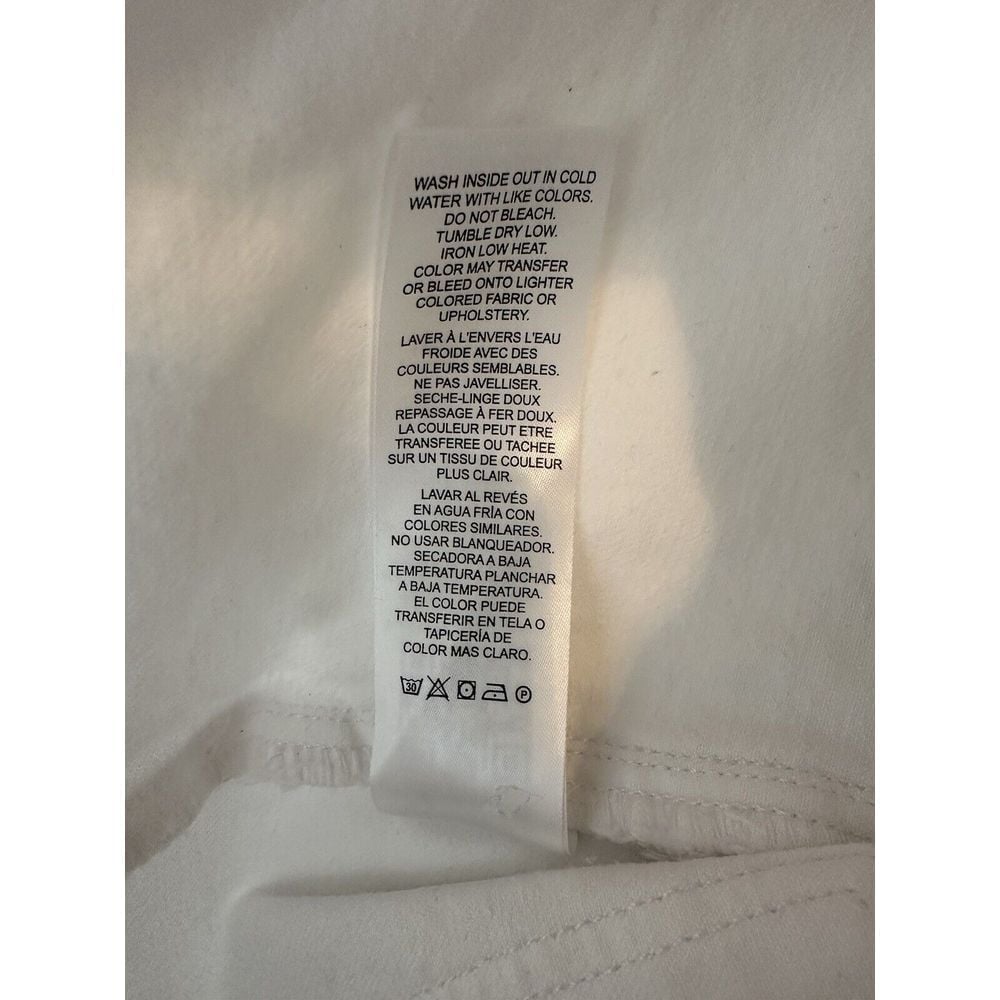 WASH INSIDE OUT IN COLD
WATER WITH LIKE COLORS.
DO NOT BLEACH.
TUMBLE DRY LOW.
IRON LOW HEAT.
COLOR MAY TRANSFER
OR BLEED ONTO LIGHTER
COLORED FABRIC OR
UPHOLSTERY.
LAVER À L'ENVERS L'EAU
FROIDE AVEC DES
COULEURS SEMBLABLES.
NE PAS JAVELLISER.
SECHE-LINGE DOUX
REPASSAGE À FER DOUX.
LA COULEUR PEUT ETRE
TRANSFEREE OU TACHEE
SUR UN TISSU DE COULEUR
PLUS CLAIR.
LAVAR AL REVÉS
EN AGUA FRÍA CON
COLORES SIMILARES.
NO USAR BLANQUEADOR.
SECADORA A BAJA
TEMPERATURA PLANCHAR
A BAJA TEMPERATURA.
EL COLOR PUEDE
TRANSFERIR EN TELA O
TAPICERÍA DE
COLOR MAS CLARO.
30 P